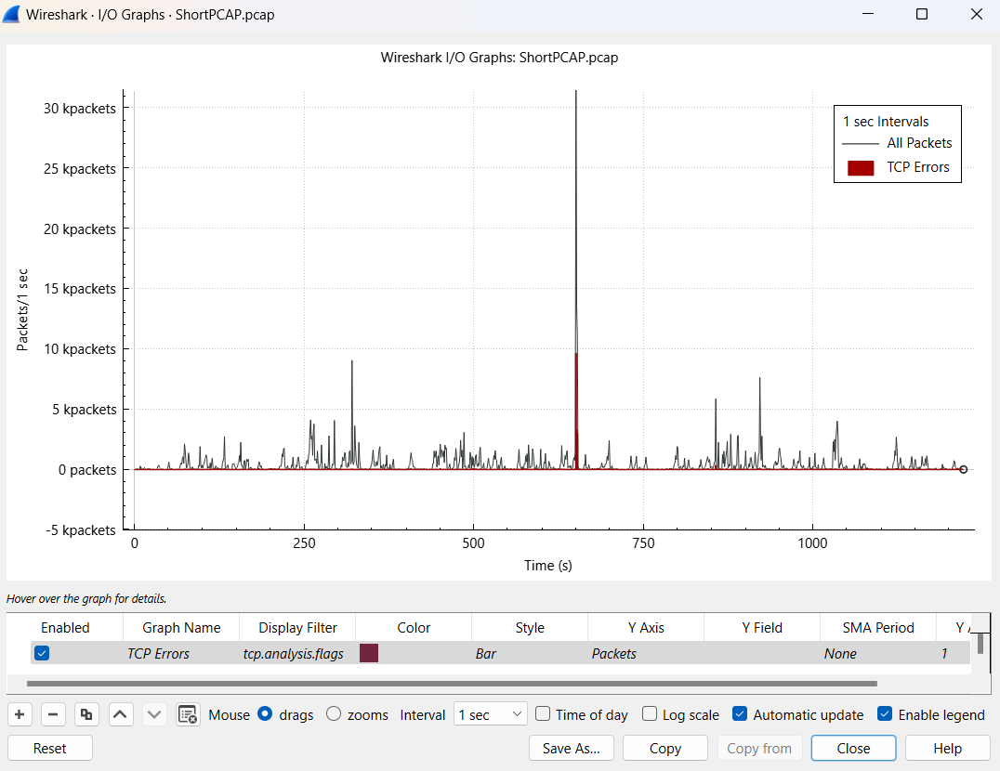 Wireshark · I/O Graphs · ShortPCAP.pcap
Wireshark I/O Graphs: ShortPCAP.pcap
30 kpackets
25 kpackets
20 kpackets
15 kpackets
10 kpackets
5 kpackets
0 packets
-5 kpackets
Packets/1 sec
1 sec Intervals
All Packets
TCP Errors
0 250 500 750 1000
Time (s)
Hover over the graph for details.
Enabled Graph Name Display Filter Color Style Y Axis Y Field SMA Period Y
TCP Errors tcp.analysis.flags Bar Packets None 1
Mouse drags zooms Interval 1 sec Time of day Log scale Automatic update Enable legend
Reset Save As... Copy Copy from Close Help